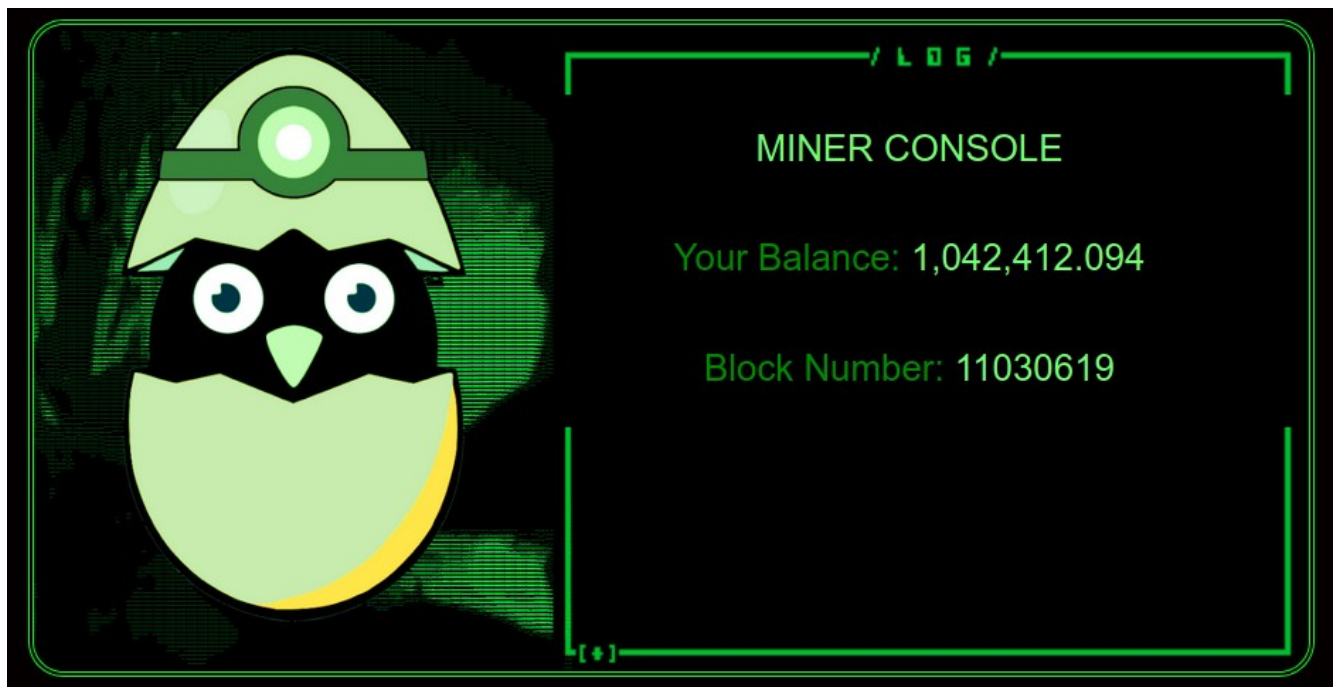 / L O G /
MINER CONSOLE
Your Balance: 1,042,412.094
Block Number: 11030619
[+]